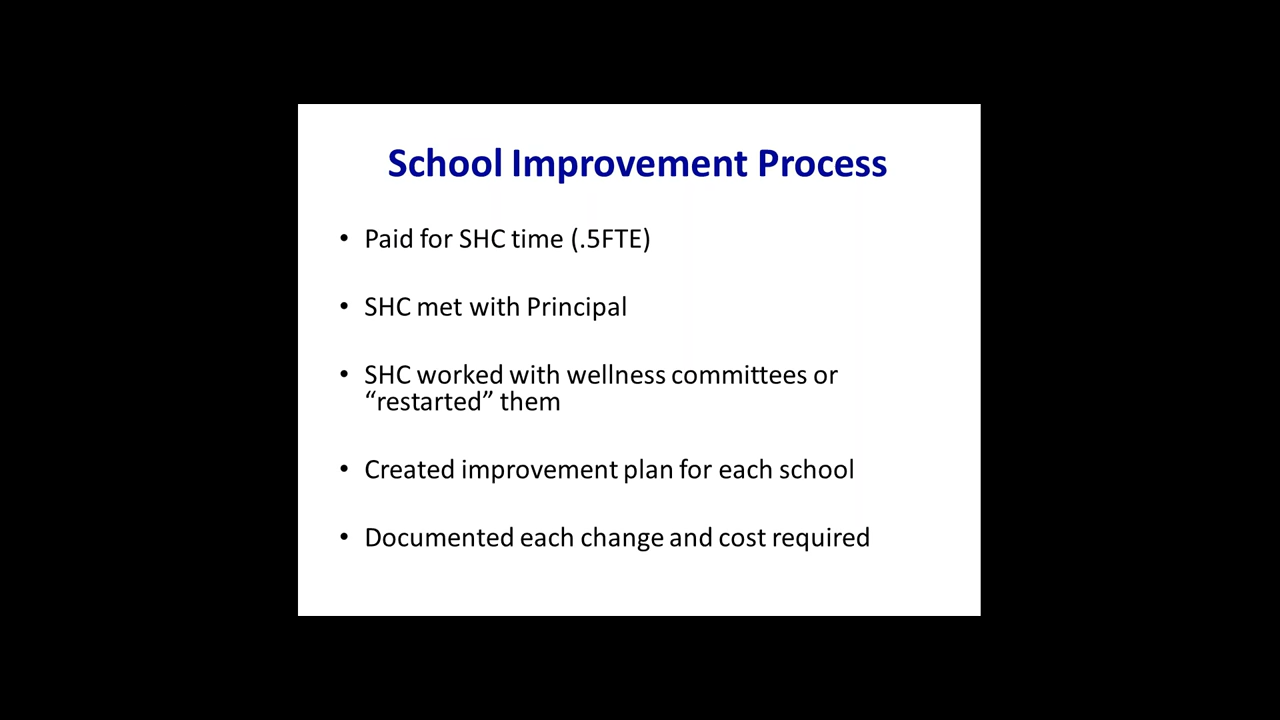 School Improvement Process
• Paid for SHC time (.5FTE)
• SHC met with Principal
• SHC worked with wellness committees or
“restarted” them
• Created improvement plan for each school
• Documented each change and cost required